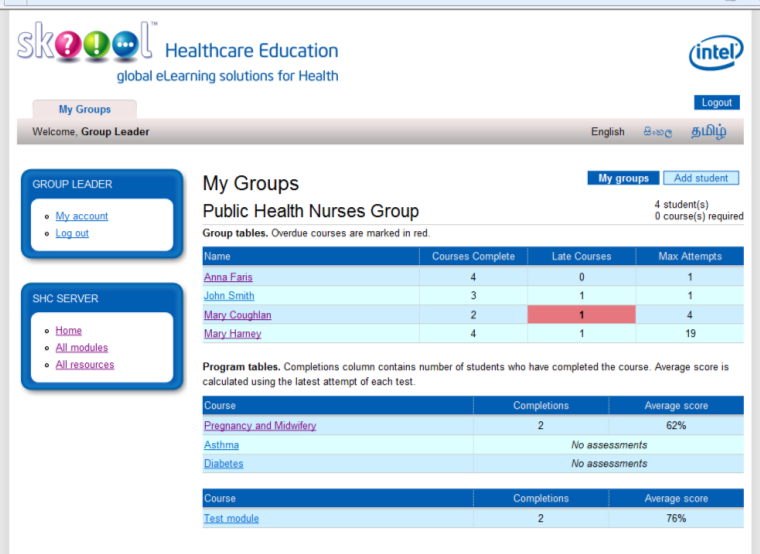 skoool™ Healthcare Education
global eLearning solutions for Health
intel
Logout
My Groups
Welcome, Group Leader
English සිංහල தமிழ்
GROUP LEADER
My account
Log out
SHC SERVER
Home
All modules
All resources
My Groups
My groups Add student
Public Health Nurses Group
4 student(s)
0 course(s) required
Group tables. Overdue courses are marked in red.
Name Courses Complete Late Courses Max Attempts
Anna Faris 4 0 1
John Smith 3 1 1
Mary Coughlan 2 1 4
Mary Harney 4 1 19
Program tables. Completions column contains number of students who have completed the course. Average score is
calculated using the latest attempt of each test.
Course Completions Average score
Pregnancy and Midwifery 2 62%
Asthma No assessments
Diabetes No assessments
Course Completions Average score
Test module 2 76%